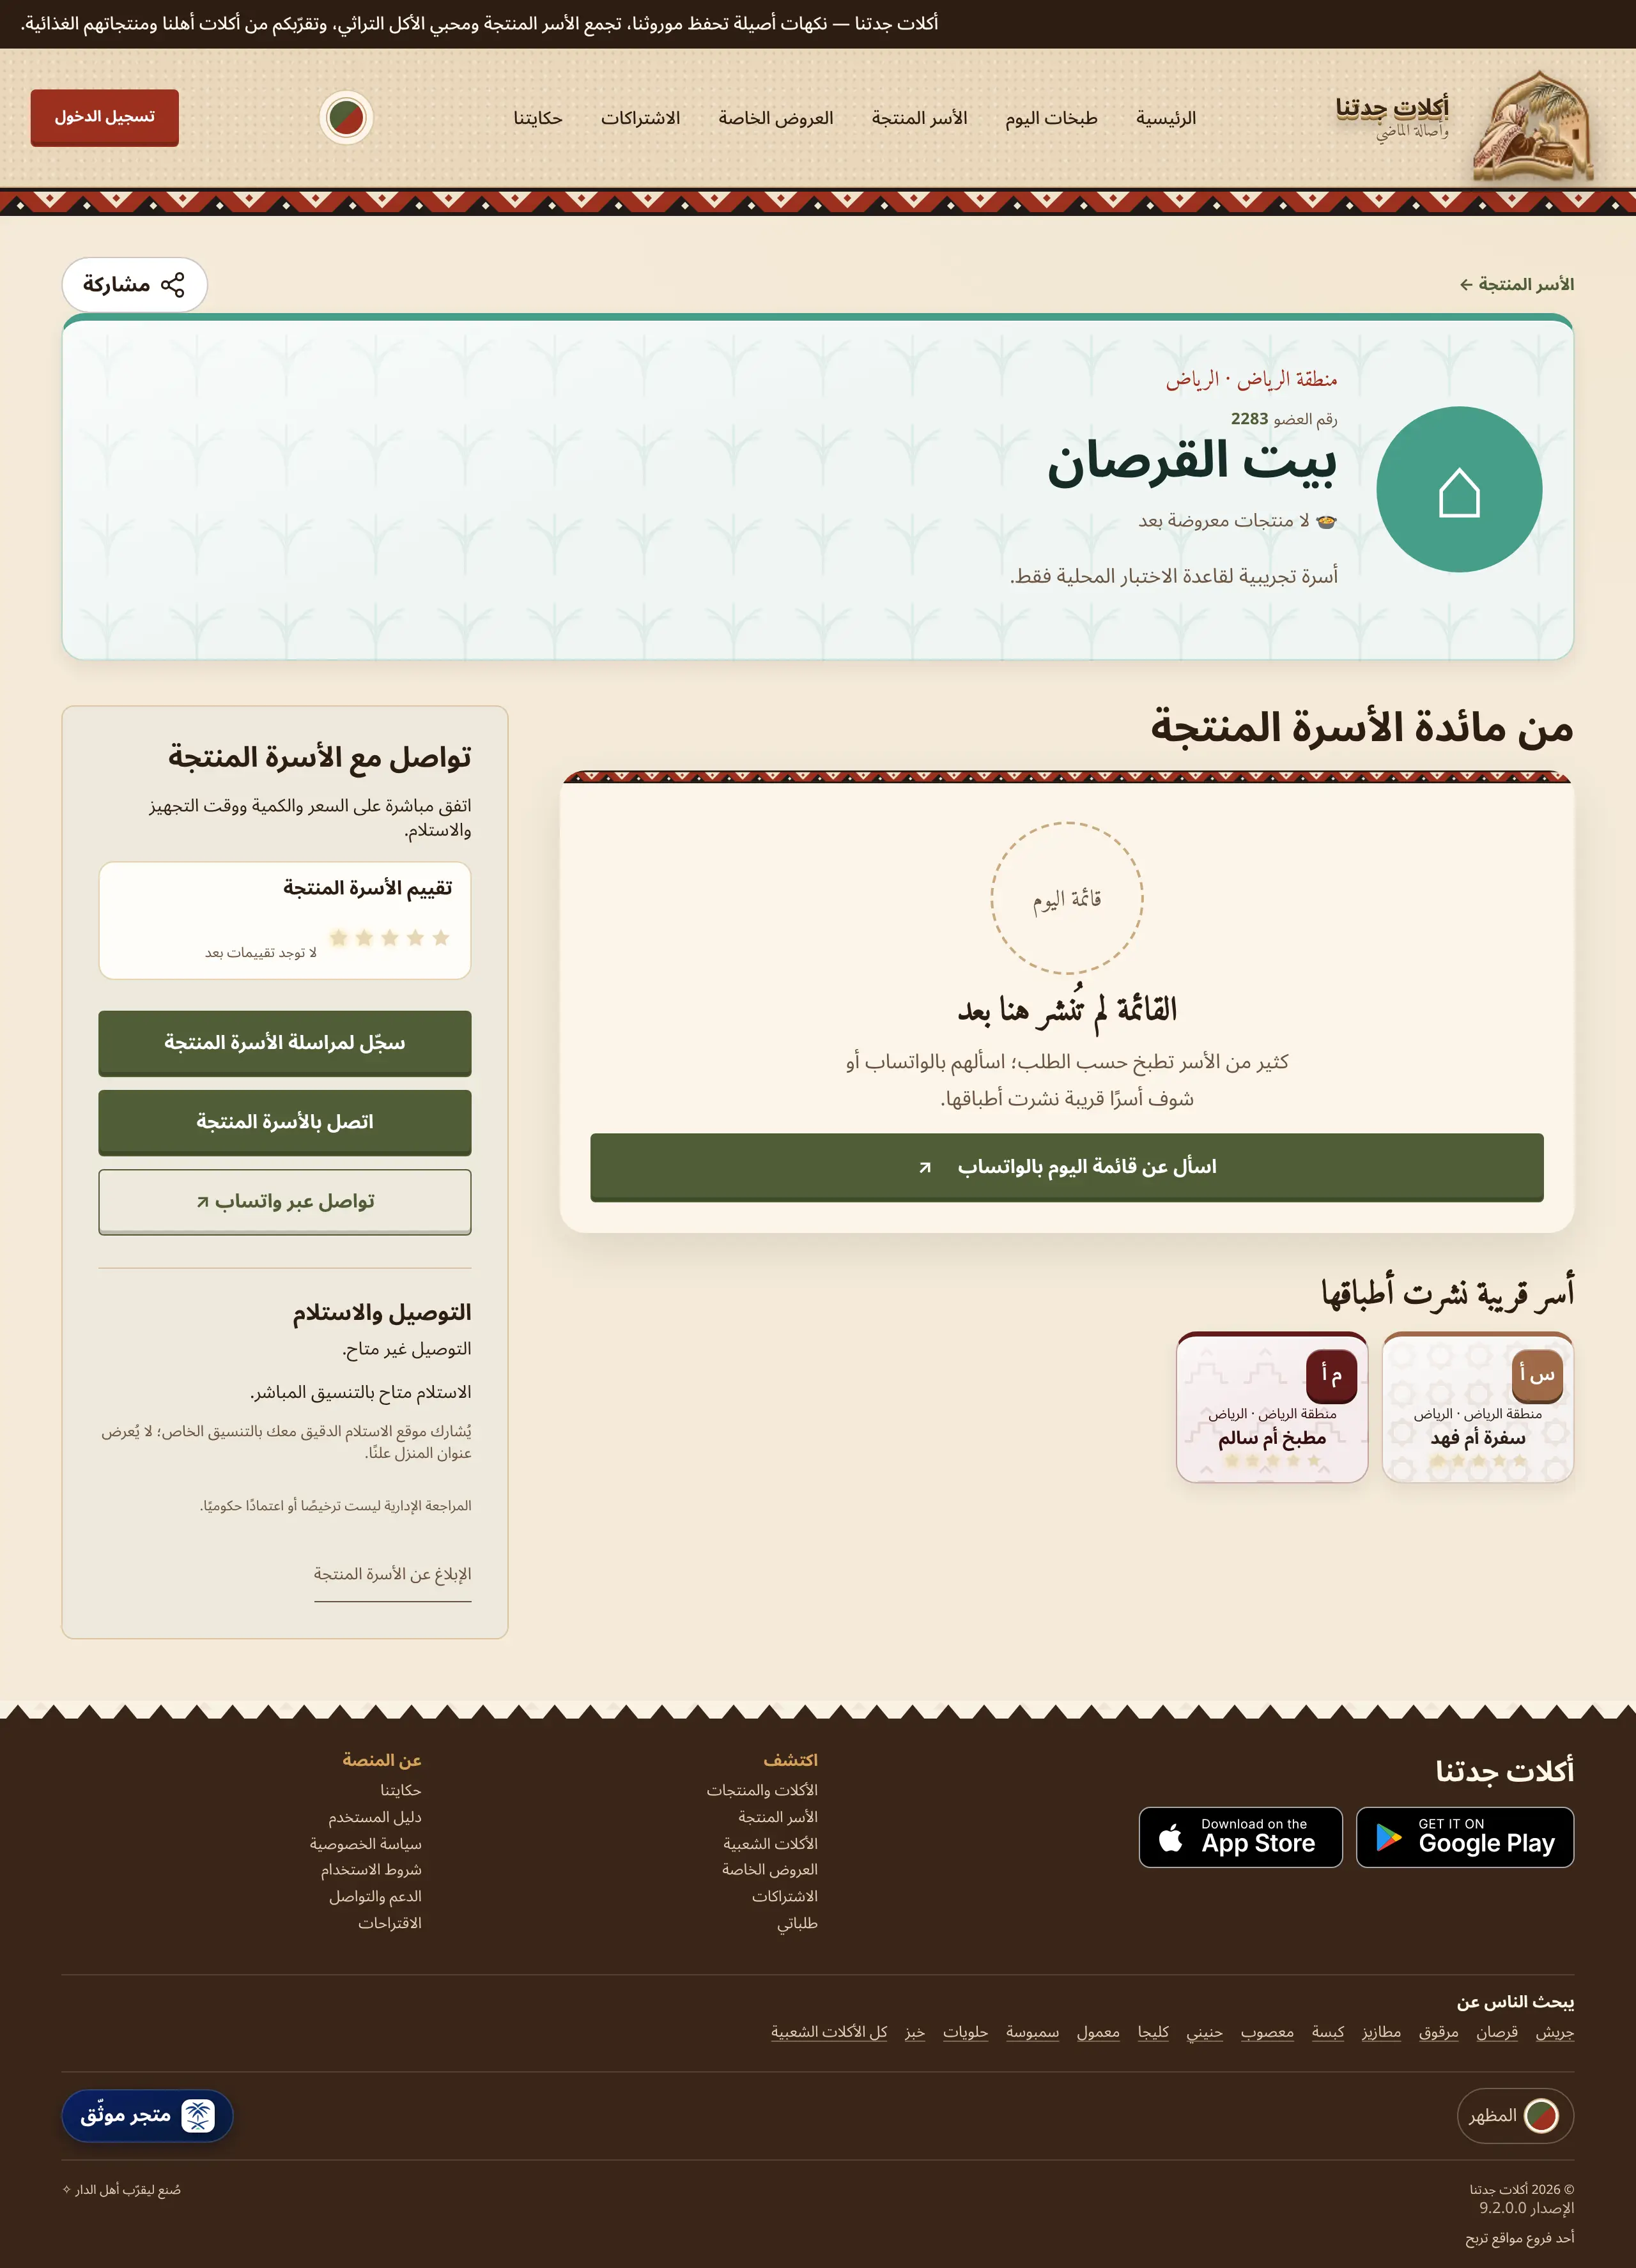 أكلات جدتنا — نكهات أصيلة تحفظ موروثنا، تجمع الأسر المنتجة ومحبي الأكل التراثي، وتقرّبكم من أكلات أهلنا ومنتجاتهم الغذائية.
أكلات جدتنا
وأصالة الماضي
الرئيسية
طبخات اليوم
الأسر المنتجة
العروض الخاصة
الاشتراكات
حكايتنا
تسجيل الدخول
الأسر المنتجة ←
مشاركة
منطقة الرياض · الرياض
رقم العضو 2283
بيت القرصان
🍲 لا منتجات معروضة بعد
أسرة تجريبية لقاعدة الاختبار المحلية فقط.
من مائدة الأسرة المنتجة
قائمة اليوم
القائمة لم تُنشر هنا بعد
كثير من الأسر تطبخ حسب الطلب؛ اسألهم بالواتساب أو
شوف أسرًا قريبة نشرت أطباقها.
اسأل عن قائمة اليوم بالواتساب ↗
أسر قريبة نشرت أطباقها
س أ
منطقة الرياض · الرياض
سفرة أم فهد
م أ
منطقة الرياض · الرياض
مطبخ أم سالم
تواصل مع الأسرة المنتجة
اتفق مباشرة على السعر والكمية ووقت التجهيز
والاستلام.
تقييم الأسرة المنتجة
★★★★★ لا توجد تقييمات بعد
سجّل لمراسلة الأسرة المنتجة
اتصل بالأسرة المنتجة
تواصل عبر واتساب ↗
التوصيل والاستلام
التوصيل غير متاح.
الاستلام متاح بالتنسيق المباشر.
يُشارك موقع الاستلام الدقيق معك بالتنسيق الخاص؛ لا يُعرض
عنوان المنزل علنًا.
المراجعة الإدارية ليست ترخيصًا أو اعتمادًا حكوميًا.
الإبلاغ عن الأسرة المنتجة
أكلات جدتنا
GET IT ON
Google Play
Download on the
App Store
اكتشف
الأكلات والمنتجات
الأسر المنتجة
الأكلات الشعبية
العروض الخاصة
الاشتراكات
طلباتي
عن المنصة
حكايتنا
دليل المستخدم
سياسة الخصوصية
شروط الاستخدام
الدعم والتواصل
الاقتراحات
يبحث الناس عن
جريش قرصان مرقوق مطازيز كبسة معصوب حنيني كليجا معمول سمبوسة حلويات خبز كل الأكلات الشعبية
المظهر
متجر موثّق
© 2026 أكلات جدتنا
الإصدار 9.2.0.0
أحد فروع مواقع تربح
صُنع ليقرّب أهل الدار ✧